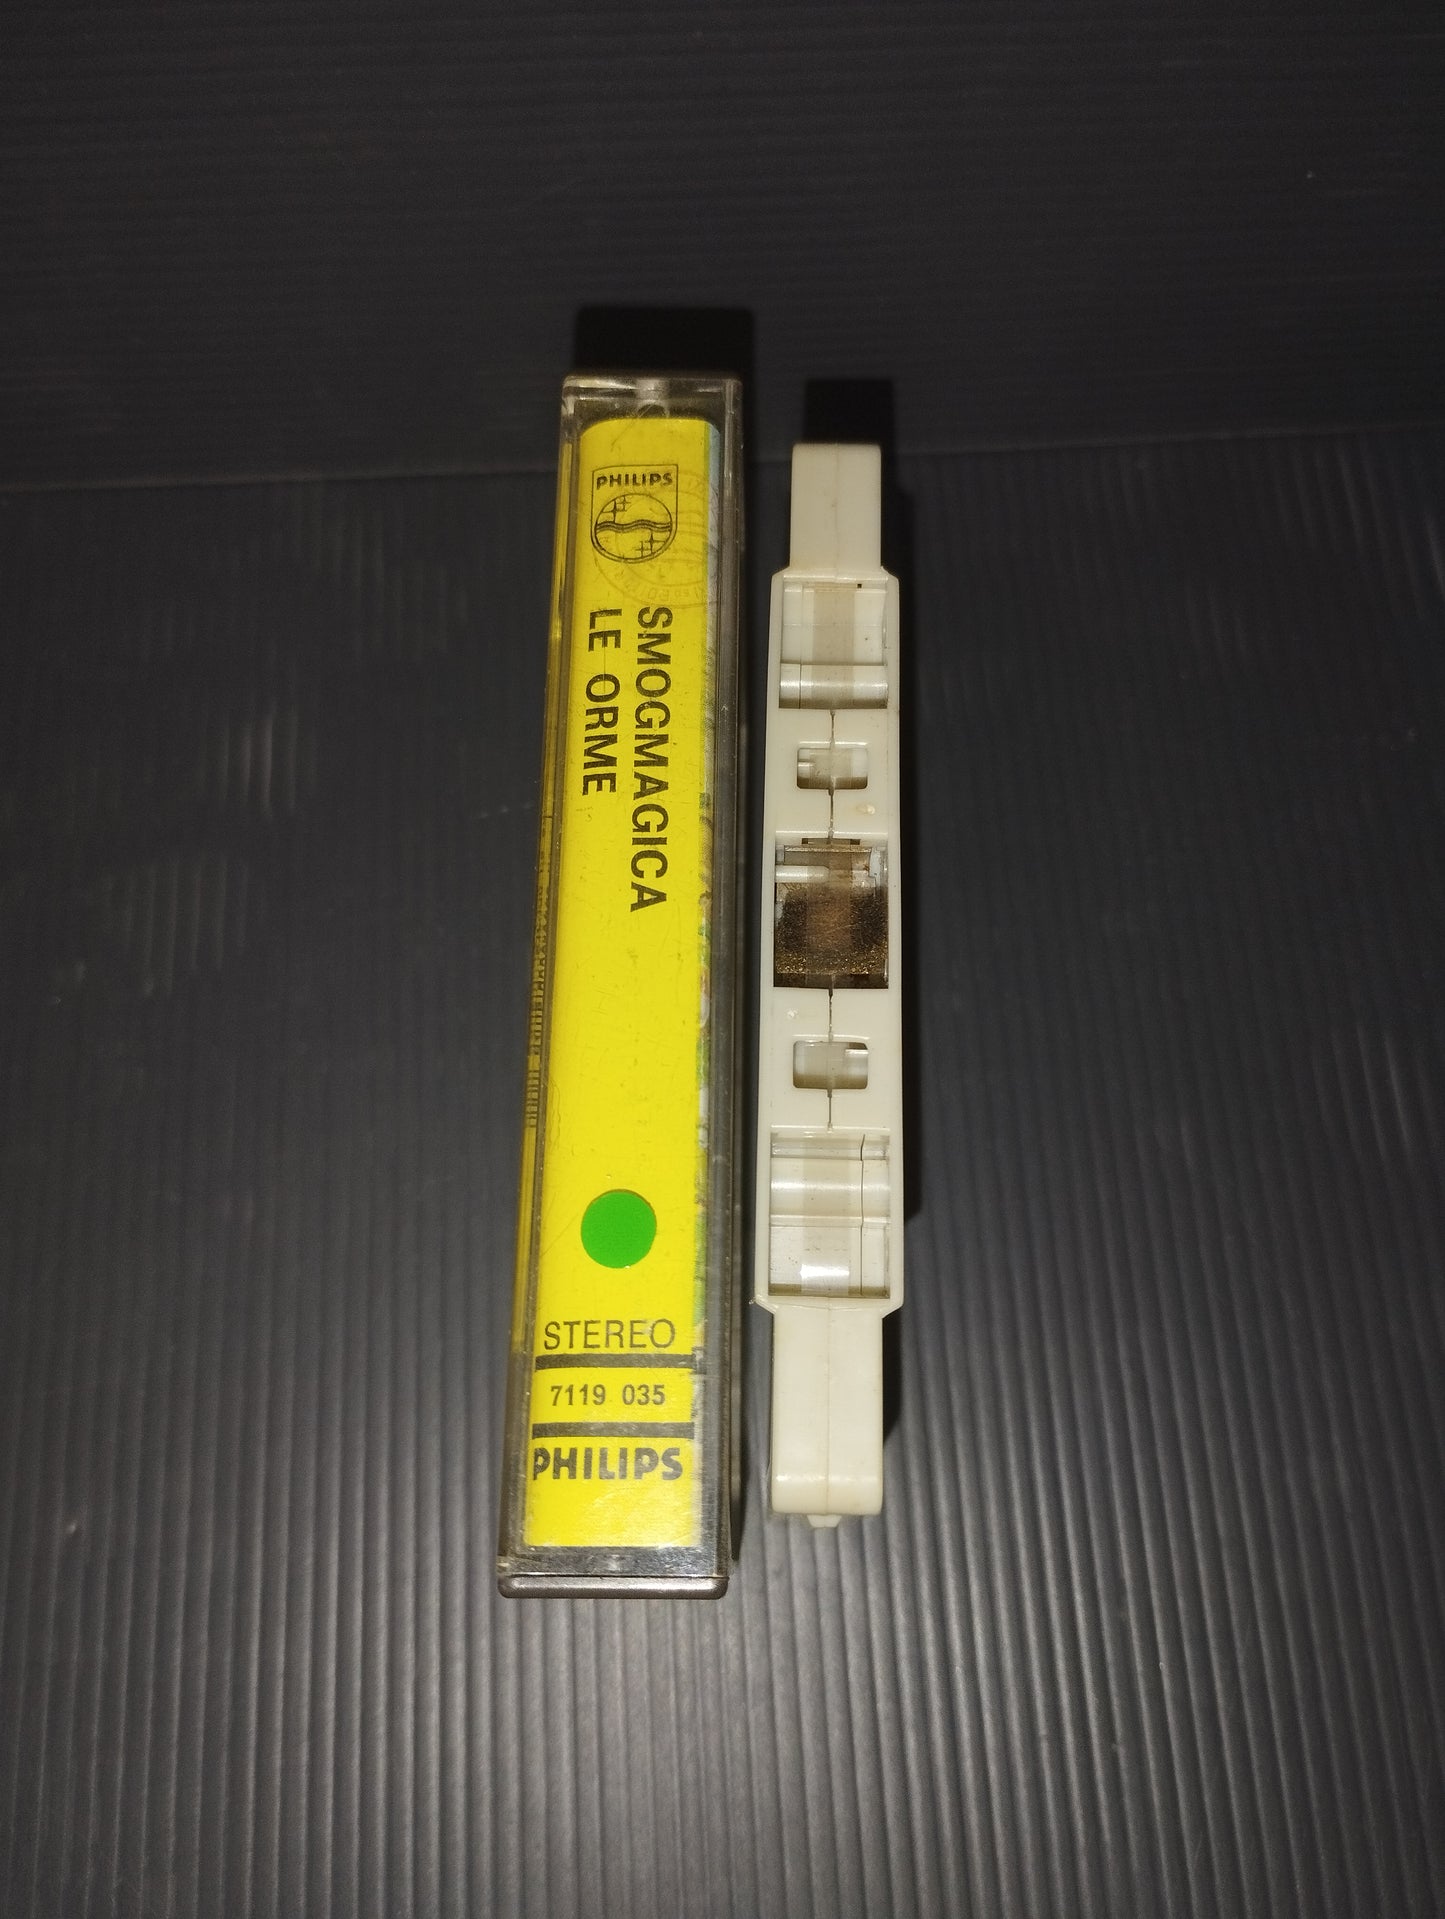 PHILIPS
SMOGMAGICA
LE ORME
STEREO
7119 035
PHILIPS